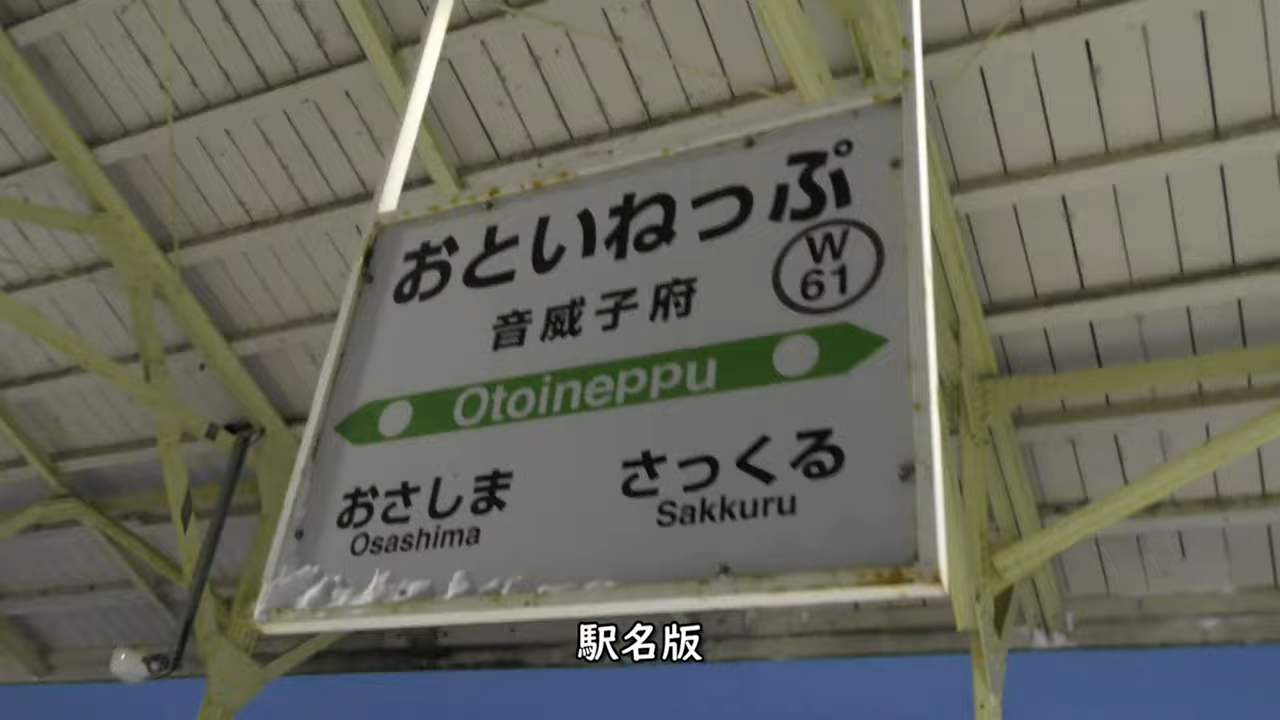 おといねっぷ
音威子府
W
61
Otoineppu
おさしま
Osashima
さっくる
Sakkuru
駅名版